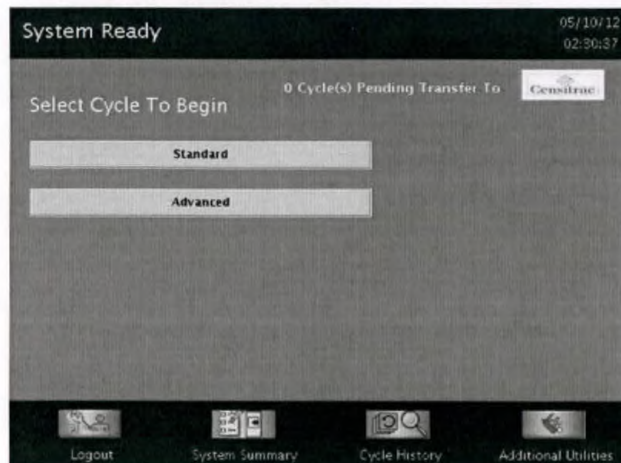 System Ready
05/10/12
02:30:37
0 Cycle(s) Pending Transfer To
Censitrac
Select Cycle To Begin
Standard
Advanced
Logout
System Summary
Cycle History
Additional Utilities